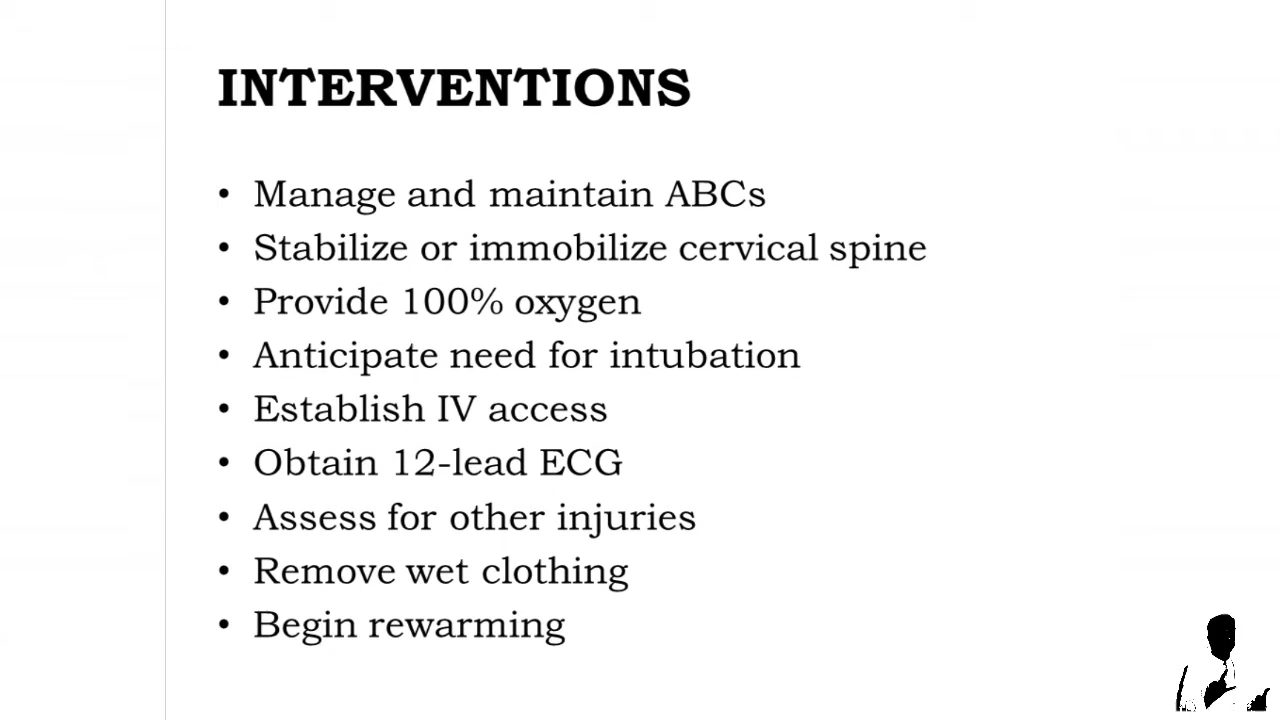 INTERVENTIONS
• Manage and maintain ABCs
• Stabilize or immobilize cervical spine
• Provide 100% oxygen
• Anticipate need for intubation
• Establish IV access
• Obtain 12-lead ECG
• Assess for other injuries
• Remove wet clothing
• Begin rewarming